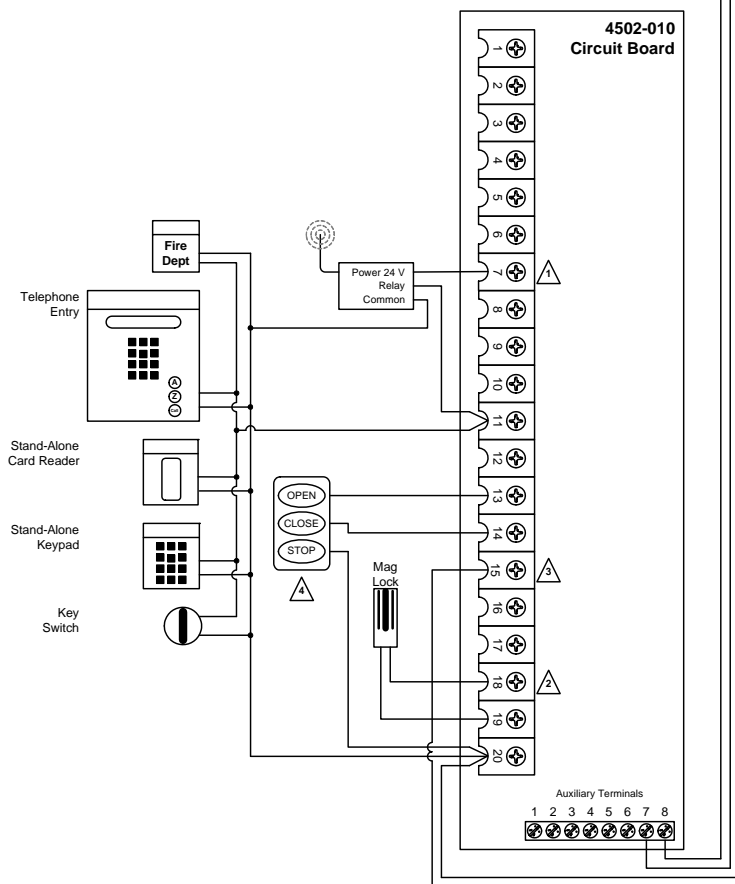 4502-010
Circuit Board
1
2
3
4
5
6
7
8
9
10
11
12
13
14
15
16
17
18
19
20
1
3
2
Fire
Dept
Telephone
Entry
A
Z
Call
Stand-Alone
Card Reader
Stand-Alone
Keypad
Key
Switch
Power 24 V
Relay
Common
OPEN
CLOSE
STOP
4
Mag
Lock
Auxiliary Terminals
1 2 3 4 5 6 7 8